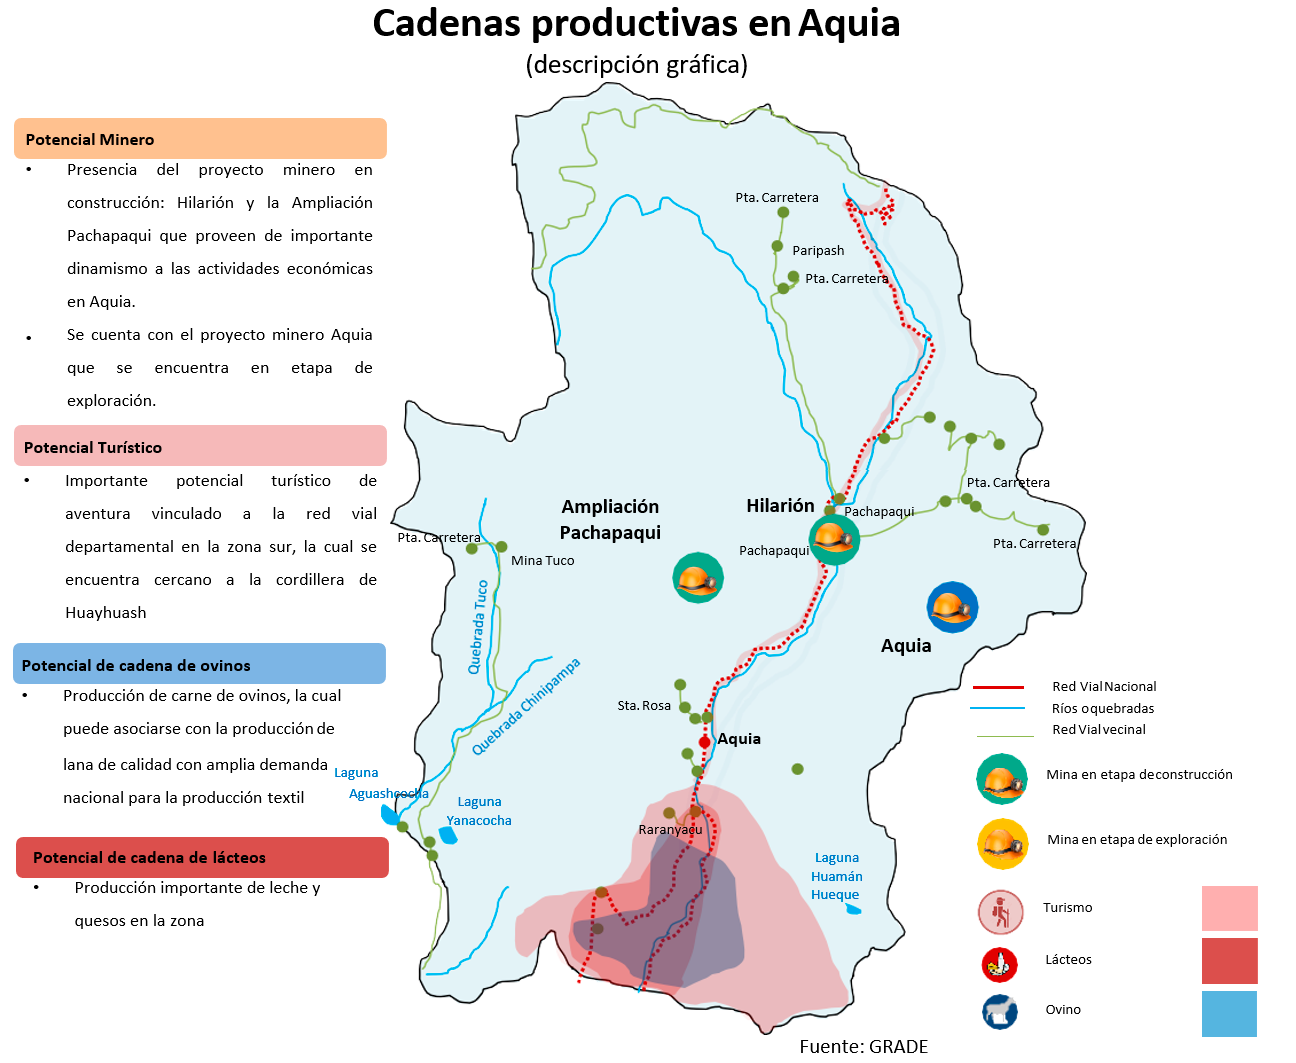 Cadenas productivas en Aquia
(descripción gráfica)
Potencial Minero
• Presencia del proyecto minero en
construcción: Hilarión y la Ampliación
Pachapaqui que proveen de importante
dinamismo a las actividades económicas
en Aquia.
• Se cuenta con el proyecto minero Aquia
que se encuentra en etapa de
exploración.
Potencial Turístico
• Importante potencial turístico de
aventura vinculado a la red vial
departamental en la zona sur, la cual se
encuentra cercano a la cordillera de
Huayhuash
Potencial de cadena de ovinos
• Producción de carne de ovinos, la cual
puede asociarse con la producción de
lana de calidad con amplia demanda
nacional para la producción textil
Potencial de cadena de lácteos
• Producción importante de leche y
quesos en la zona
Pta. Carretera
Paripash
Pta. Carretera
Ampliación
Pachapaqui
Hilarión
Pachapaqui
Pachapaqui
Pta. Carretera
Pta. Carretera
Pta. Carretera
Mina Tuco
Quebrada Tuco
Quebrada Chinipampa
Aquia
Sta. Rosa
Aquia
Laguna
Aguashcocha
Laguna
Yanacocha
Raranyacu
Laguna
Huamán
Hueque
Red Vial Nacional
Ríos o quebradas
Red Vial vecinal
Mina en etapa de construcción
Mina en etapa de exploración
Turismo
Lácteos
Ovino
Fuente: GRADE